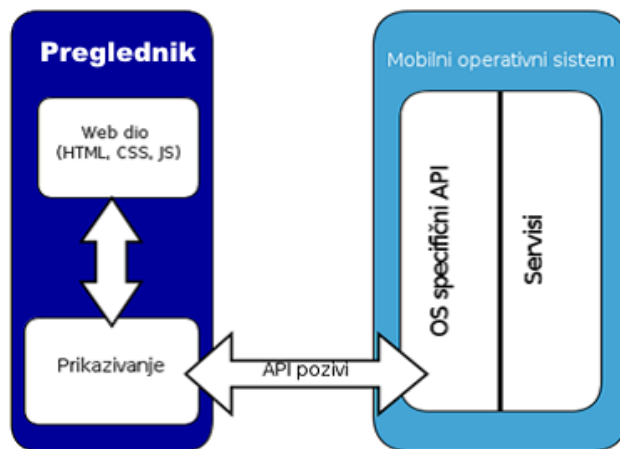 Preglednik
Web dio
(HTML, CSS, JS)
Prikazivanje
API pozivi
Mobilni operativni sistem
OS specifični API
Servisi